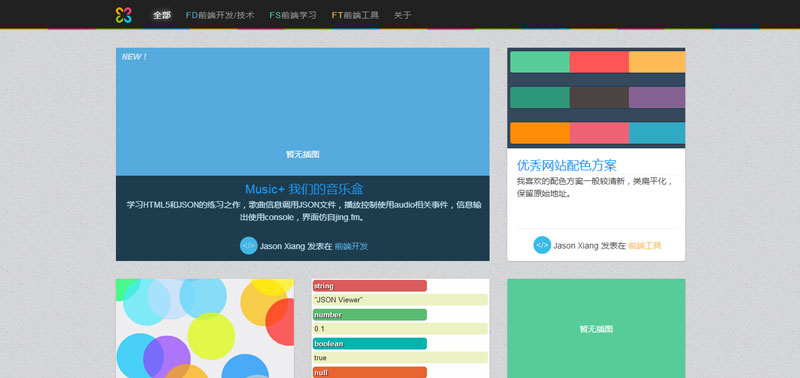 全部 FD前端开发/技术 FS前端学习 FT前端工具 关于
NEW !
暂无插图
Music+ 我们的音乐盒
学习HTML5和JSON的练习之作，歌曲信息调用JSON文件，播放控制使用audio相关事件，信息输
出使用console，界面仿自jing.fm。
</> Jason Xiang 发表在 前端开发
优秀网站配色方案
我喜欢的配色方案一般较清新，类扁平化，
保留原始地址。
</> Jason Xiang 发表在 前端工具
string
"JSON Viewer"
number
0.1
boolean
true
null
暂无插图